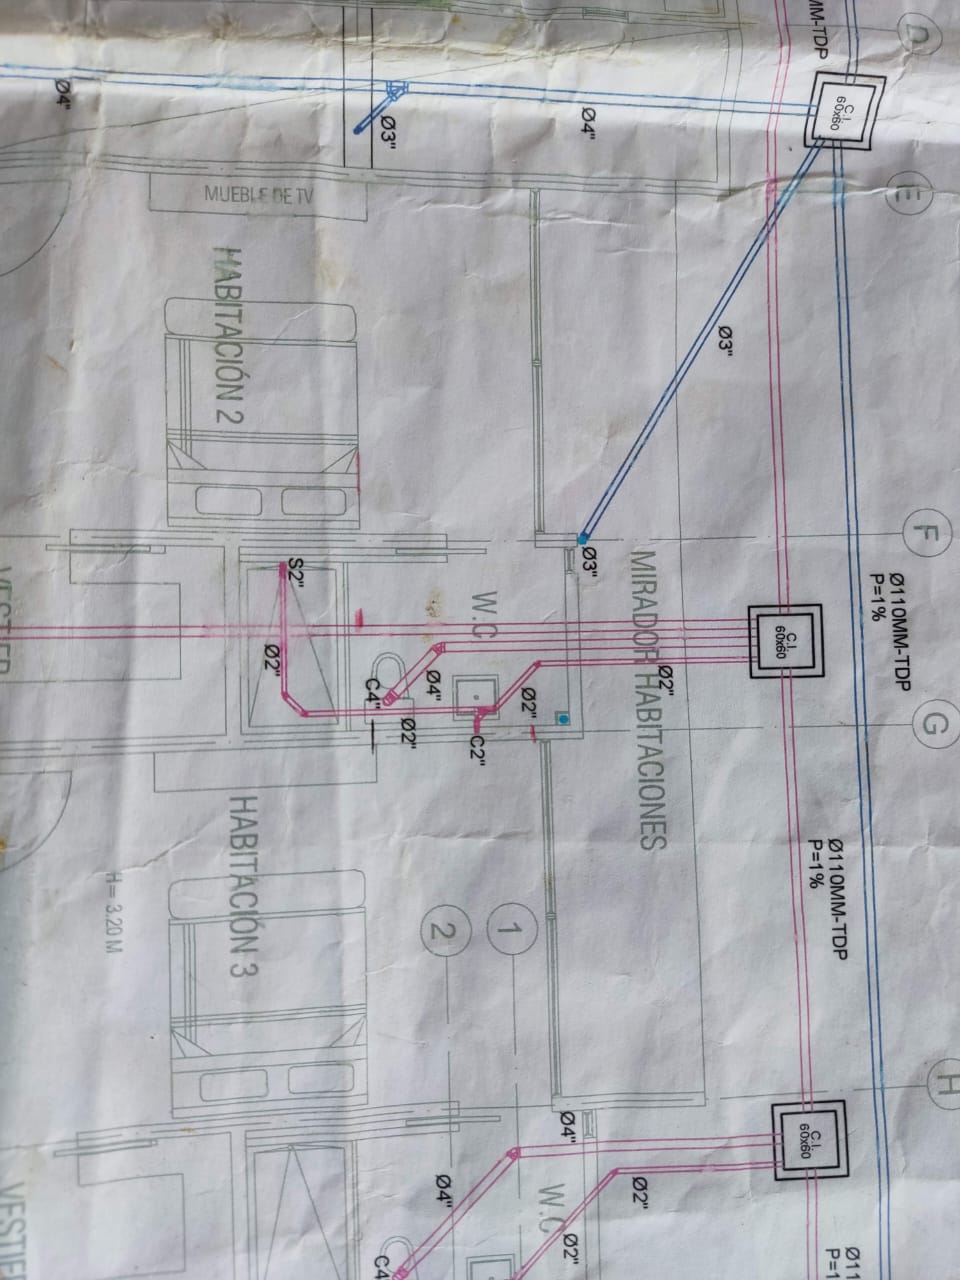 D
E
F
G
H
Ø110MM-TDP
P=1%
Ø110MM-TDP
P=1%
Ø11
P=1
C.I.
60x60
MM-TDP
C.I.
60x60
C.I.
60x60
Ø3"
Ø2"
MIRADOR HABITACIONES
Ø2"
Ø4"
Ø3"
Ø4"
Ø2"
W.C
Ø2"
1
W.C
C2"
2
Ø4"
Ø4"
Ø2"
Ø3"
C4"
C4
S2"
Ø2"
MUEBLE DE TV
HABITACIÓN 2
HABITACIÓN 3
H= 3.20 M
Ø4"
VESTIER
VESTIER